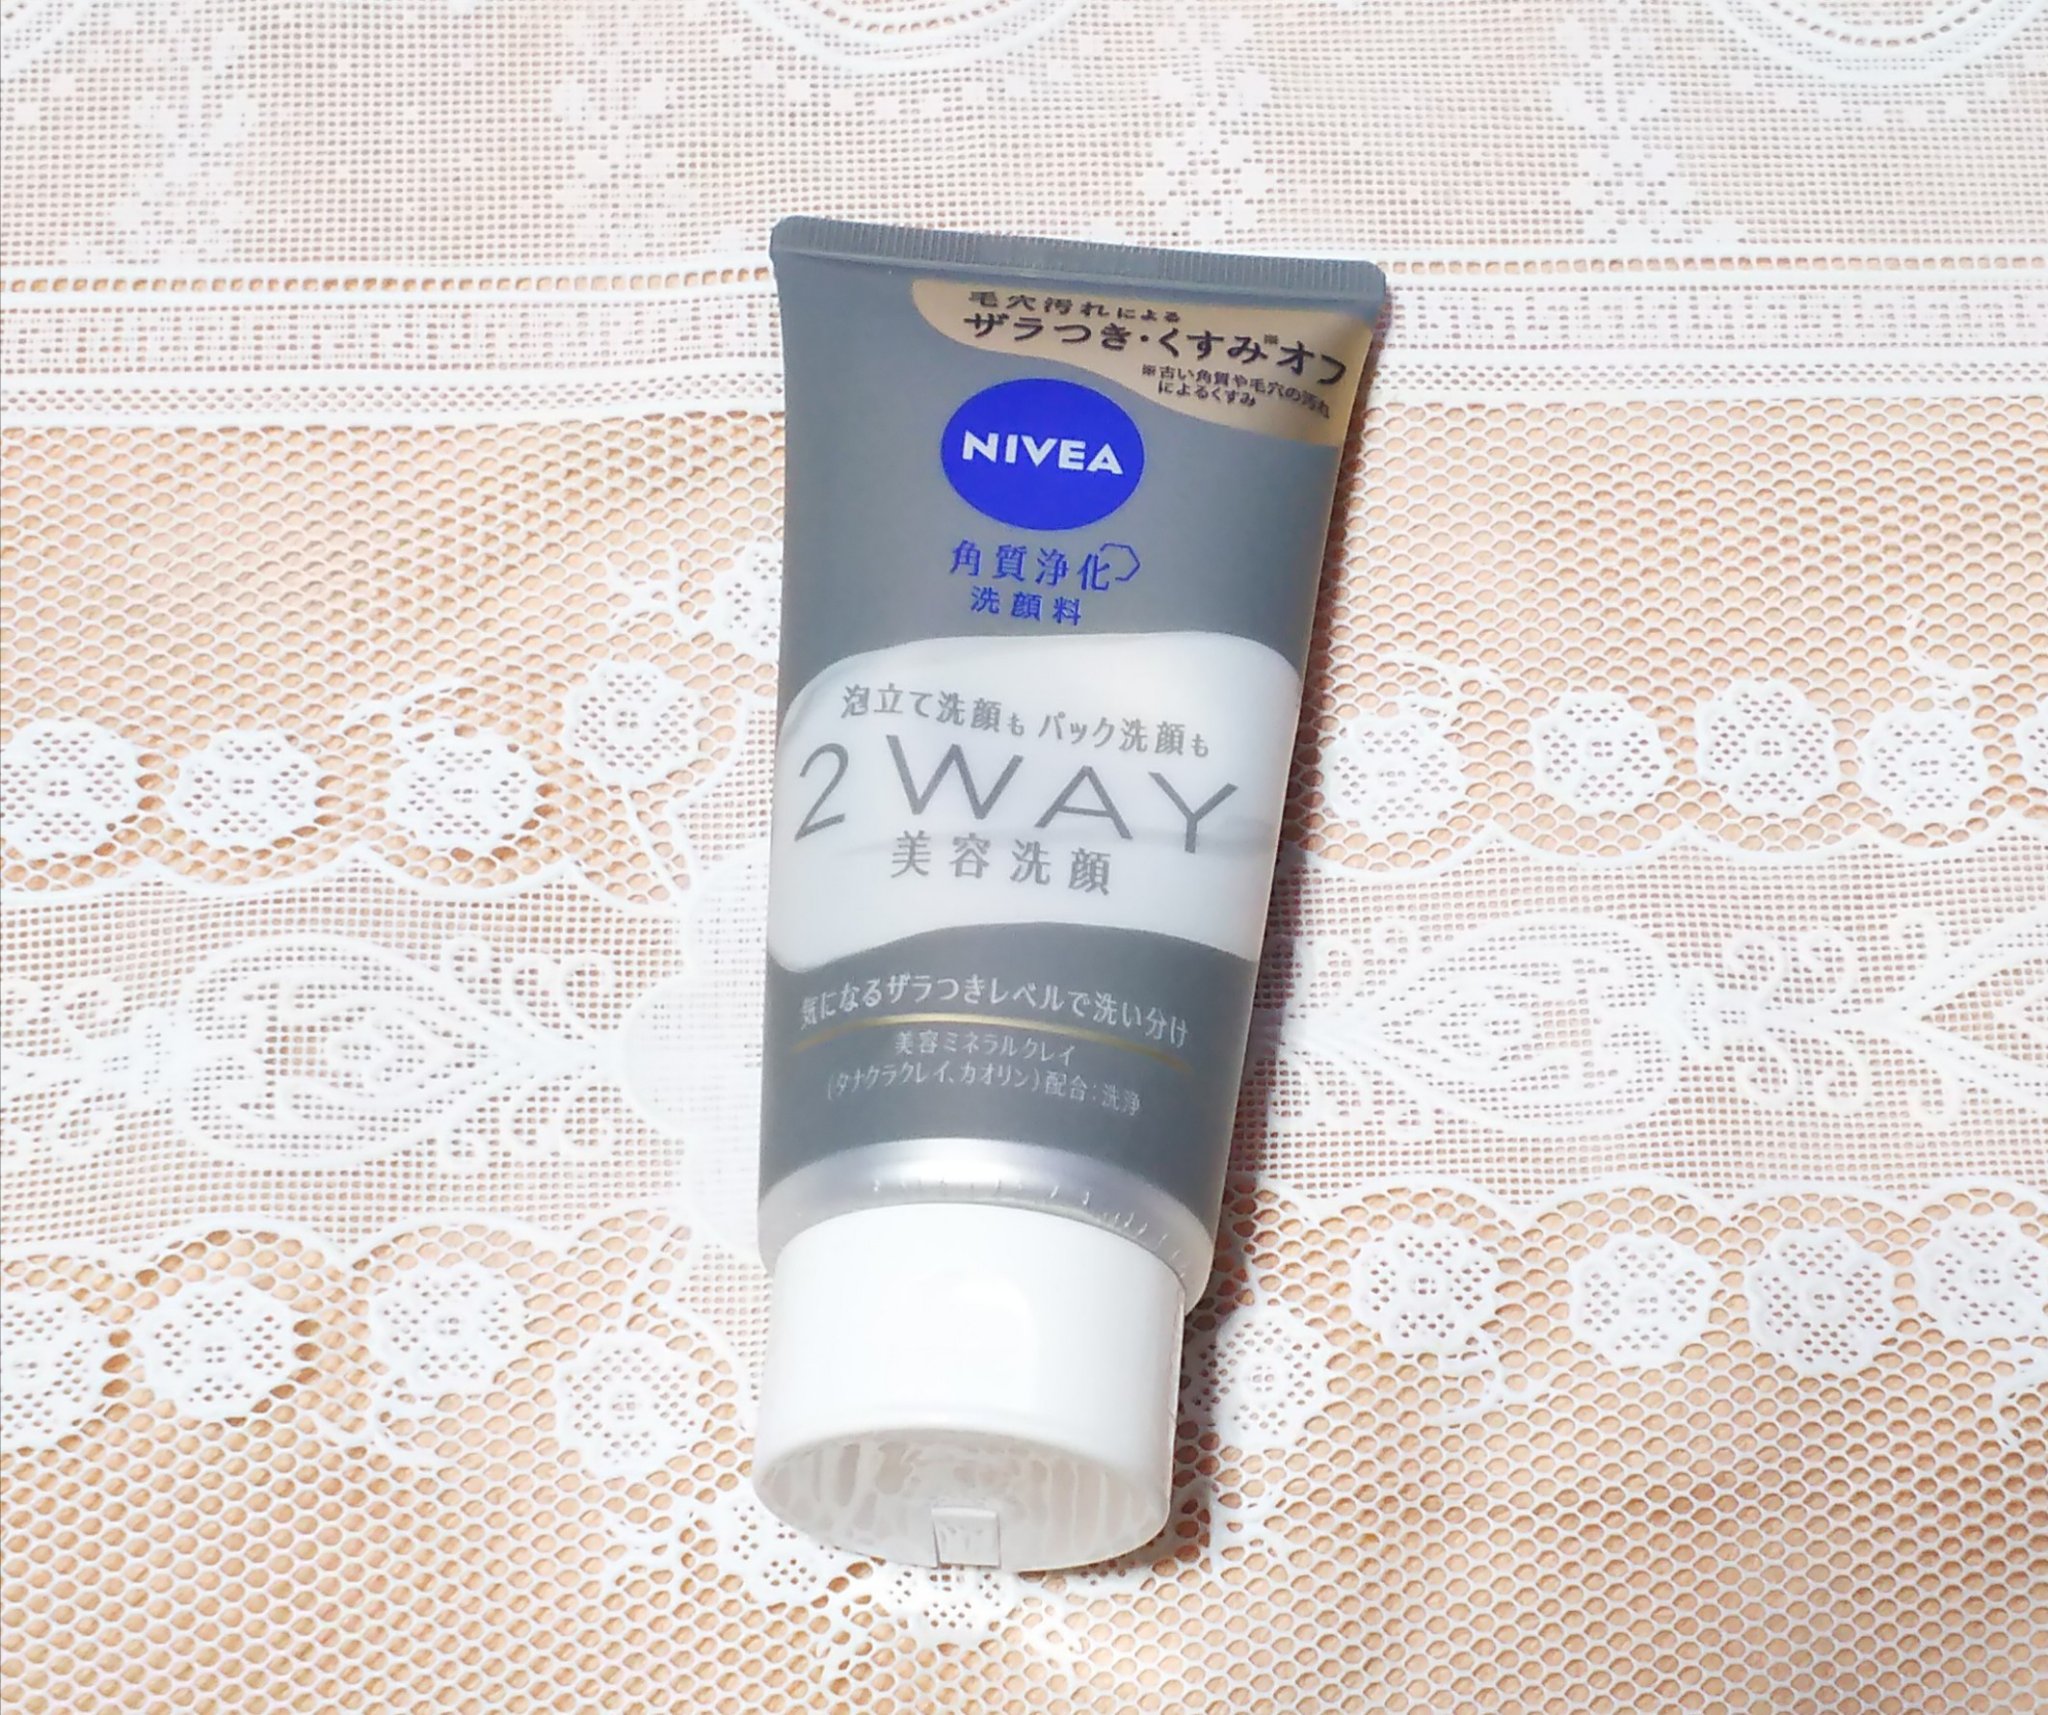 毛穴汚れによる
ザラつき・くすみ※オフ
※古い角質や毛穴の汚れ
によるくすみ
NIVEA
角質浄化
洗顔料
泡立て洗顔も パック洗顔も
2WAY
美容洗顔
気になるザラつきレベルで洗い分け
美容ミネラルクレイ
(タナクラクレイ、カオリン)配合:洗浄